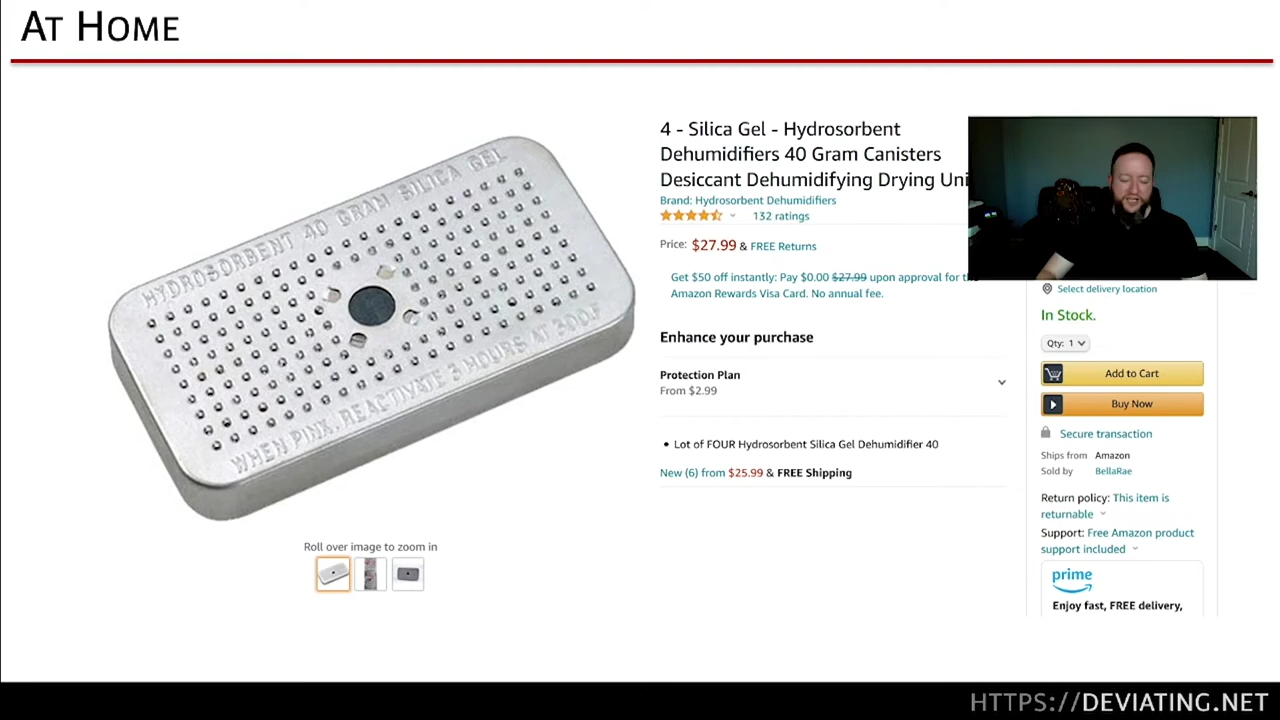 AT HOME
HYDROSORBENT 40 GRAM SILICA GEL
WHEN PINK, REACTIVATE 3 HOURS AT 300F
Roll over image to zoom in
4 - Silica Gel - Hydrosorbent
Dehumidifiers 40 Gram Canisters
Desiccant Dehumidifying Drying Uni
Brand: Hydrosorbent Dehumidifiers
132 ratings
Price: $27.99 & FREE Returns
Get $50 off instantly: Pay $0.00 $27.99 upon approval for th
Amazon Rewards Visa Card. No annual fee.
Enhance your purchase
Protection Plan
From $2.99
• Lot of FOUR Hydrosorbent Silica Gel Dehumidifier 40
New (6) from $25.99 & FREE Shipping
Select delivery location
In Stock.
Qty: 1
Add to Cart
Buy Now
Secure transaction
Ships from Amazon
Sold by BellaRae
Return policy: This item is
returnable
Support: Free Amazon product
support included
prime
Enjoy fast, FREE delivery,
HTTPS://DEVIATING.NET